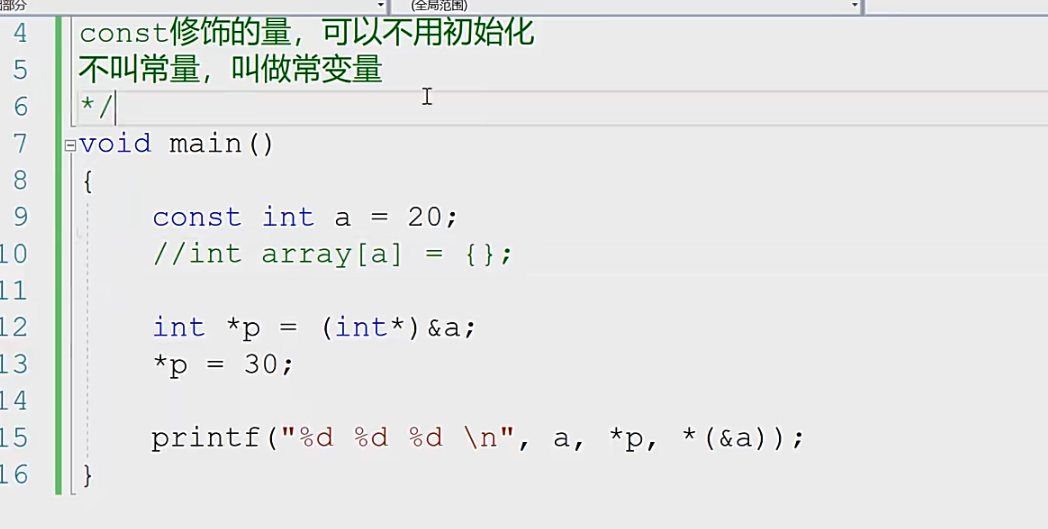 部分 (全局范围)
4 const修饰的量，可以不用初始化
5 不叫常量，叫做常变量
6 */
7 void main()
8 {
9 const int a = 20;
10 //int array[a] = {};
11
12 int *p = (int*)&a;
13 *p = 30;
14
15 printf("%d %d %d \n", a, *p, *(&a));
16 }